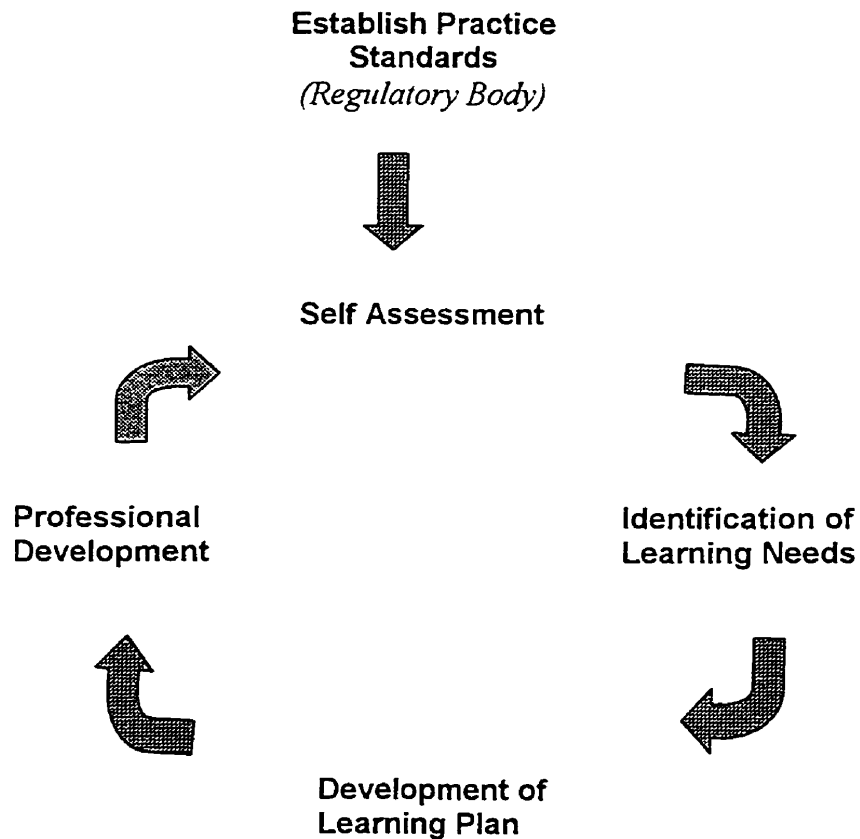 Establish Practice
Standards
(Regulatory Body)
Self Assessment
Professional
Development
Identification of
Learning Needs
Development of
Learning Plan